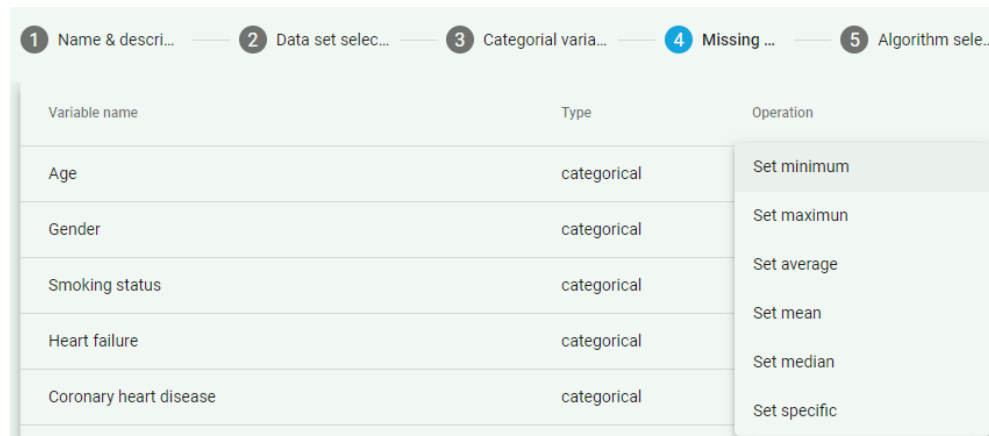 1 Name & descri... 2 Data set selec... 3 Categorial varia... 4 Missing ... 5 Algorithm sele..
Variable name Type Operation
Age categorical Set minimum
Gender categorical Set maximun
Set average
Smoking status categorical
Set mean
Heart failure categorical
Set median
Coronary heart disease categorical
Set specific